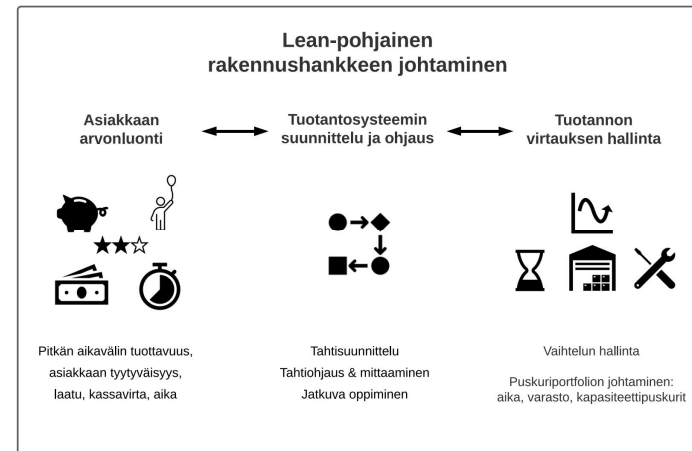 Lean-pohjainen
rakennushankkeen johtaminen
Asiakkaan
arvonluonti
Tuotantosysteemin
suunnittelu ja ohjaus
Tuotannon
virtauksen hallinta
Pitkän aikavälin tuottavuus,
asiakkaan tyytyväisyys,
laatu, kassavirta, aika
Tahtisuunnittelu
Tahtiohjaus & mittaaminen
Jatkuva oppiminen
Vaihtelun hallinta
Puskuriportfolion johtaminen:
aika, varasto, kapasiteettipuskurit